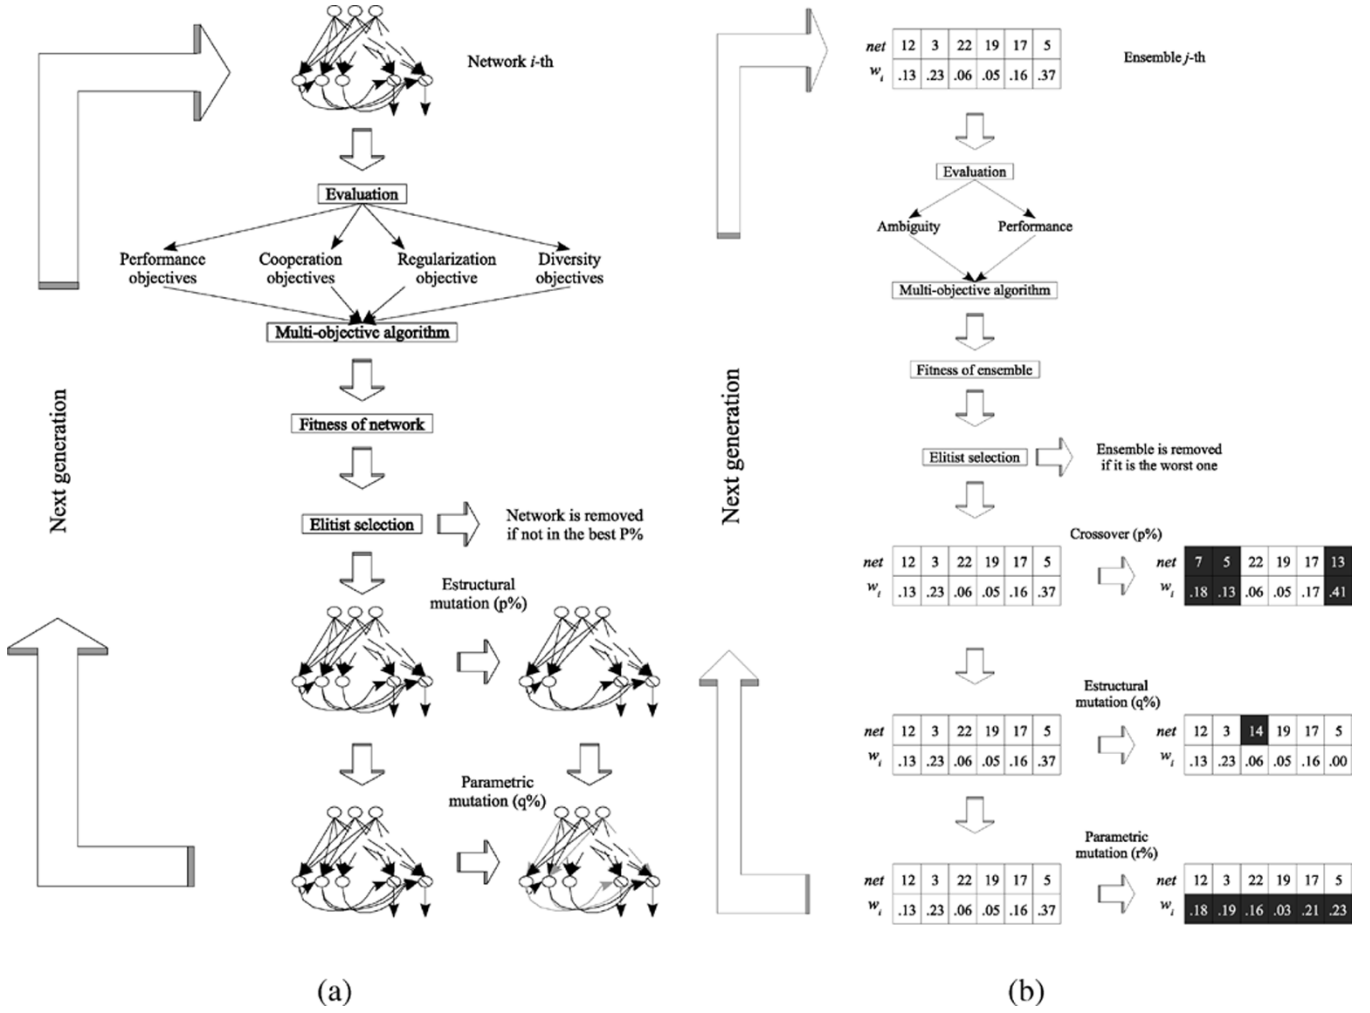 Network i-th
Evaluation
Performance
objectives
Cooperation
objectives
Regularization
objective
Diversity
objectives
Multi-objective algorithm
Fitness of network
Elitist selection
Network is removed
if not in the best P%
Estructural
mutation (p%)
Parametric
mutation (q%)
Next generation
(a)
net 12 3 22 19 17 5
wi .13 .23 .06 .05 .16 .37
Ensemble j-th
Evaluation
Ambiguity
Performance
Multi-objective algorithm
Fitness of ensemble
Elitist selection
Ensemble is removed
if it is the worst one
Crossover (p%)
net 12 3 22 19 17 5
wi .13 .23 .06 .05 .16 .37
net 7 5 22 19 17 13
wi .18 .13 .06 .05 .17 .41
Estructural
mutation (q%)
net 12 3 22 19 17 5
wi .13 .23 .06 .05 .16 .37
net 12 3 14 19 17 5
wi .13 .23 .06 .05 .16 .00
Parametric
mutation (r%)
net 12 3 22 19 17 5
wi .13 .23 .06 .05 .16 .37
net 12 3 22 19 17 5
wi .18 .19 .16 .03 .21 .23
Next generation
(b)